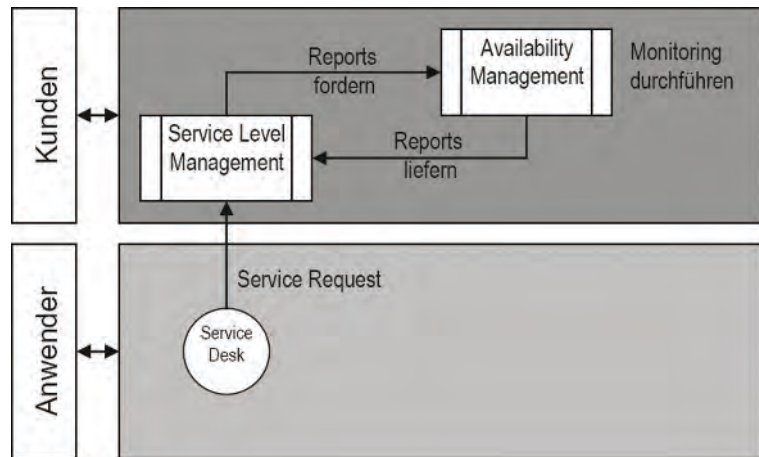 Kunden
Reports
fordern
Availability
Management
Monitoring
durchführen
Service Level
Management
Reports
liefern
Anwender
Service Request
Service
Desk